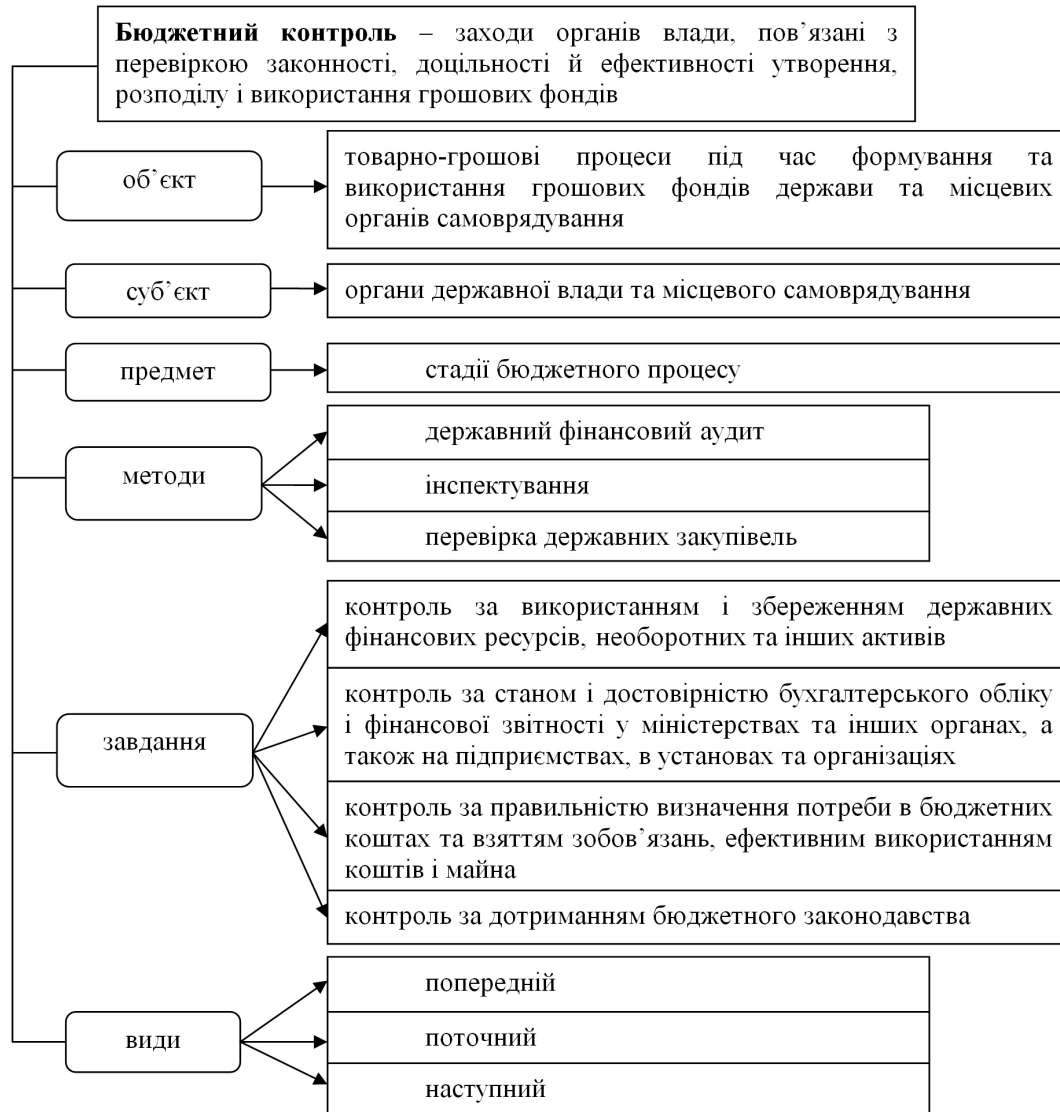 Бюджетний контроль – заходи органів влади, пов’язані з
перевіркою законності, доцільності й ефективності утворення,
розподілу і використання грошових фондів
об’єкт
товарно-грошові процеси під час формування та
використання грошових фондів держави та місцевих
органів самоврядування
суб’єкт
органи державної влади та місцевого самоврядування
предмет
стадії бюджетного процесу
методи
державний фінансовий аудит
інспектування
перевірка державних закупівель
завдання
контроль за використанням і збереженням державних
фінансових ресурсів, необоротних та інших активів
контроль за станом і достовірністю бухгалтерського обліку
і фінансової звітності у міністерствах та інших органах, а
також на підприємствах, в установах та організаціях
контроль за правильністю визначення потреби в бюджетних
коштах та взяттям зобов’язань, ефективним використанням
коштів і майна
контроль за дотриманням бюджетного законодавства
види
попередній
поточний
наступний